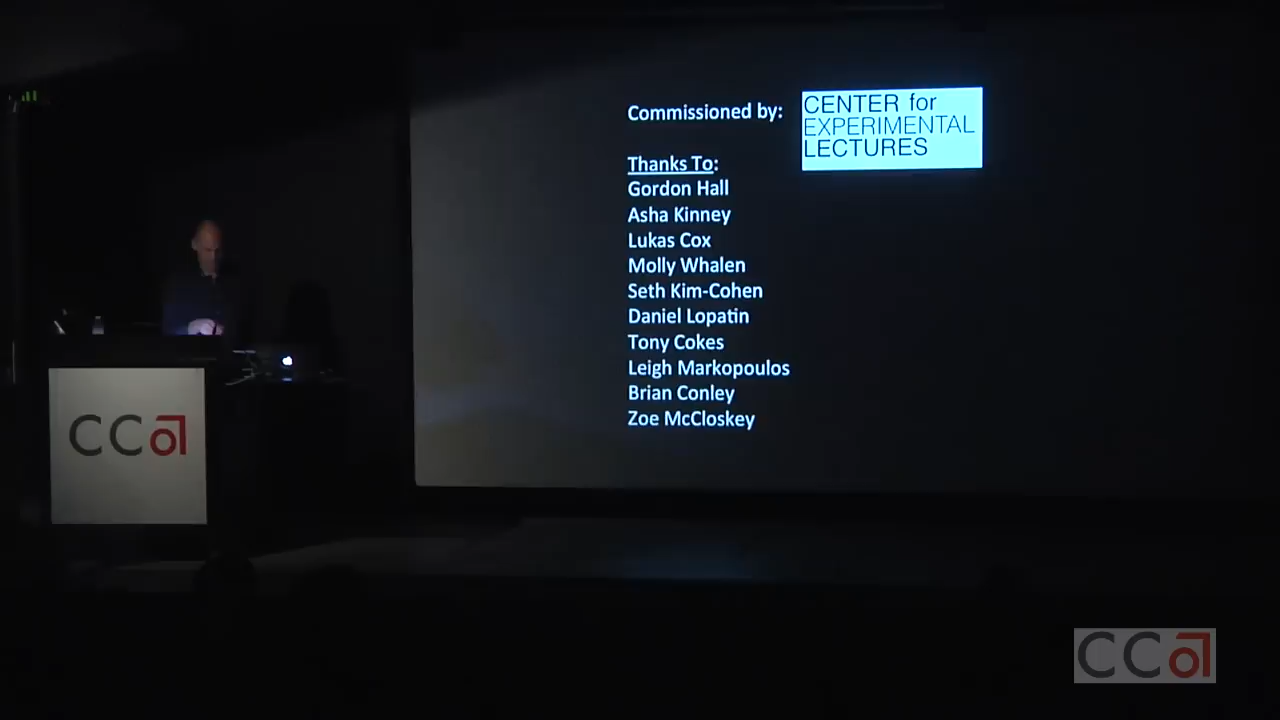 Commissioned by:
CENTER for
EXPERIMENTAL
LECTURES
Thanks To:
Gordon Hall
Asha Kinney
Lukas Cox
Molly Whalen
Seth Kim-Cohen
Daniel Lopatin
Tony Cokes
Leigh Markopoulos
Brian Conley
Zoe McCloskey
CCa
CCa